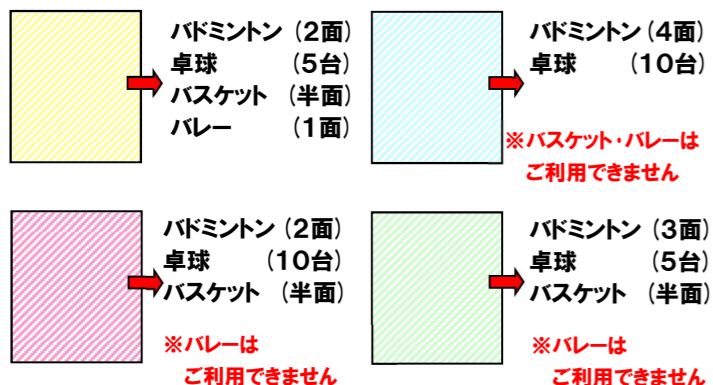 バドミントン（2面）
卓球　　　（5台）
バスケット　（半面）
バレー　　　（1面）
バドミントン（4面）
卓球　　（10台）
※バスケット・バレーは
ご利用できません
バドミントン（2面）
卓球　　（10台）
バスケット　（半面）
※バレーは
ご利用できません
バドミントン（3面）
卓球　　　（5台）
バスケット　（半面）
※バレーは
ご利用できません